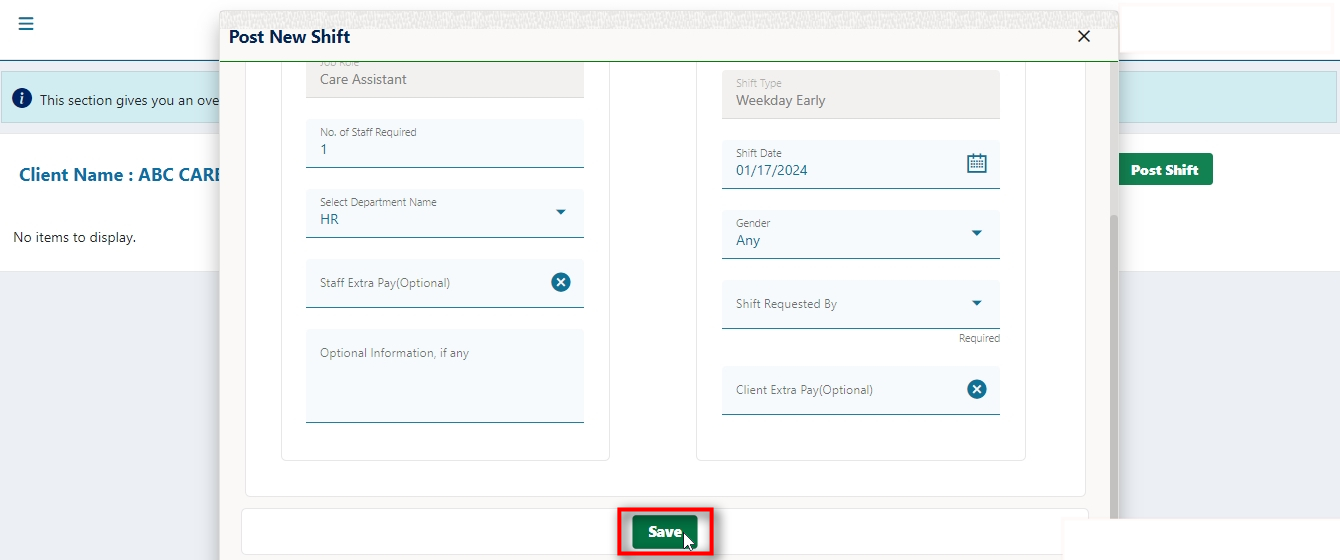 Post New Shift
This section gives you an ove
Client Name : ABC CARE
Post Shift
No items to display.
Job Role
Care Assistant
No. of Staff Required
1
Select Department Name
HR
Staff Extra Pay(Optional)
Optional Information, if any
Shift Type
Weekday Early
Shift Date
01/17/2024
Gender
Any
Shift Requested By
Required
Client Extra Pay(Optional)
Save